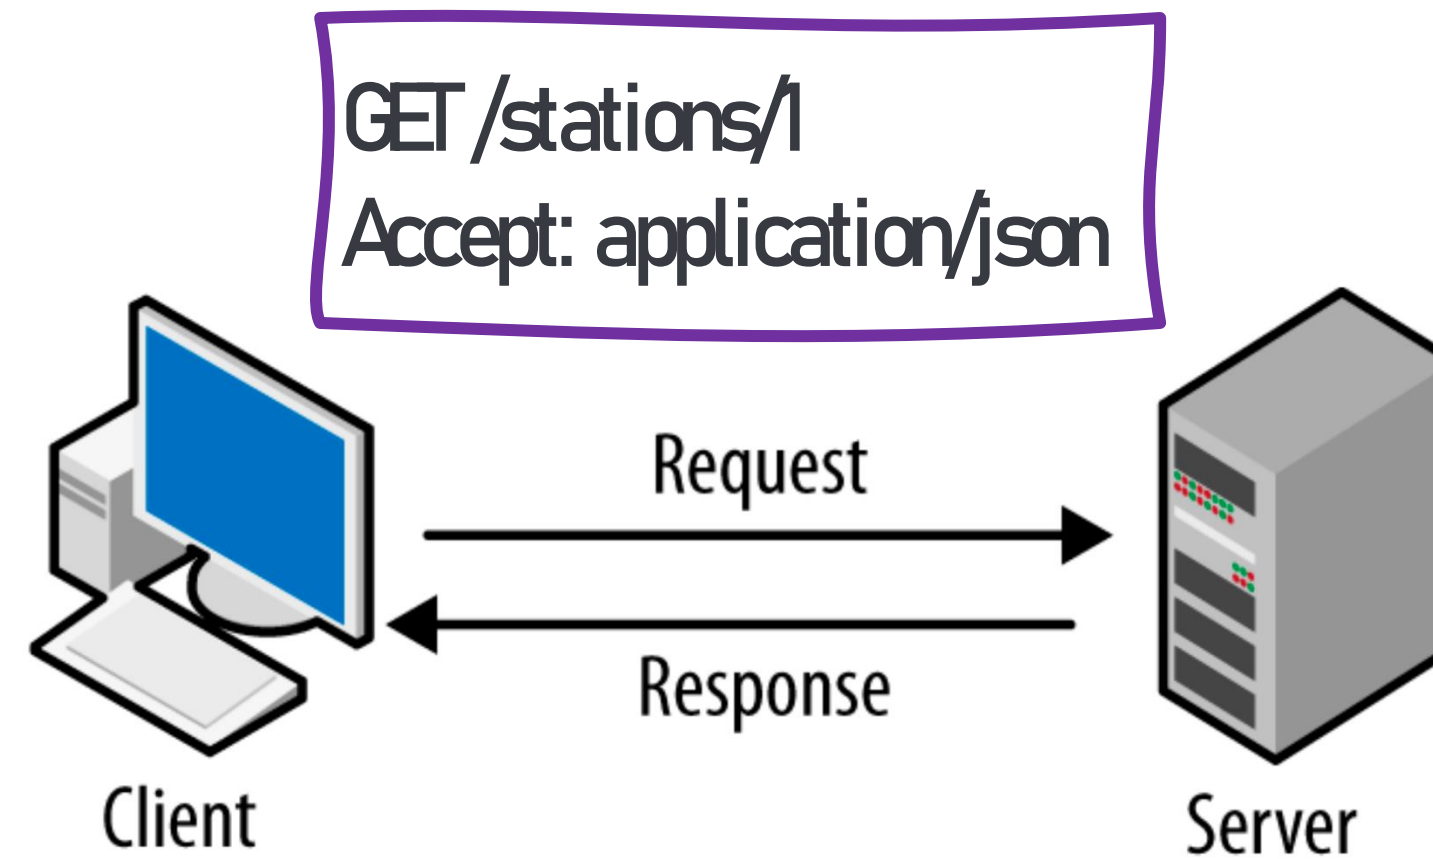 GET /stations/1
Accept: application/json
Request
Response
Client
Server